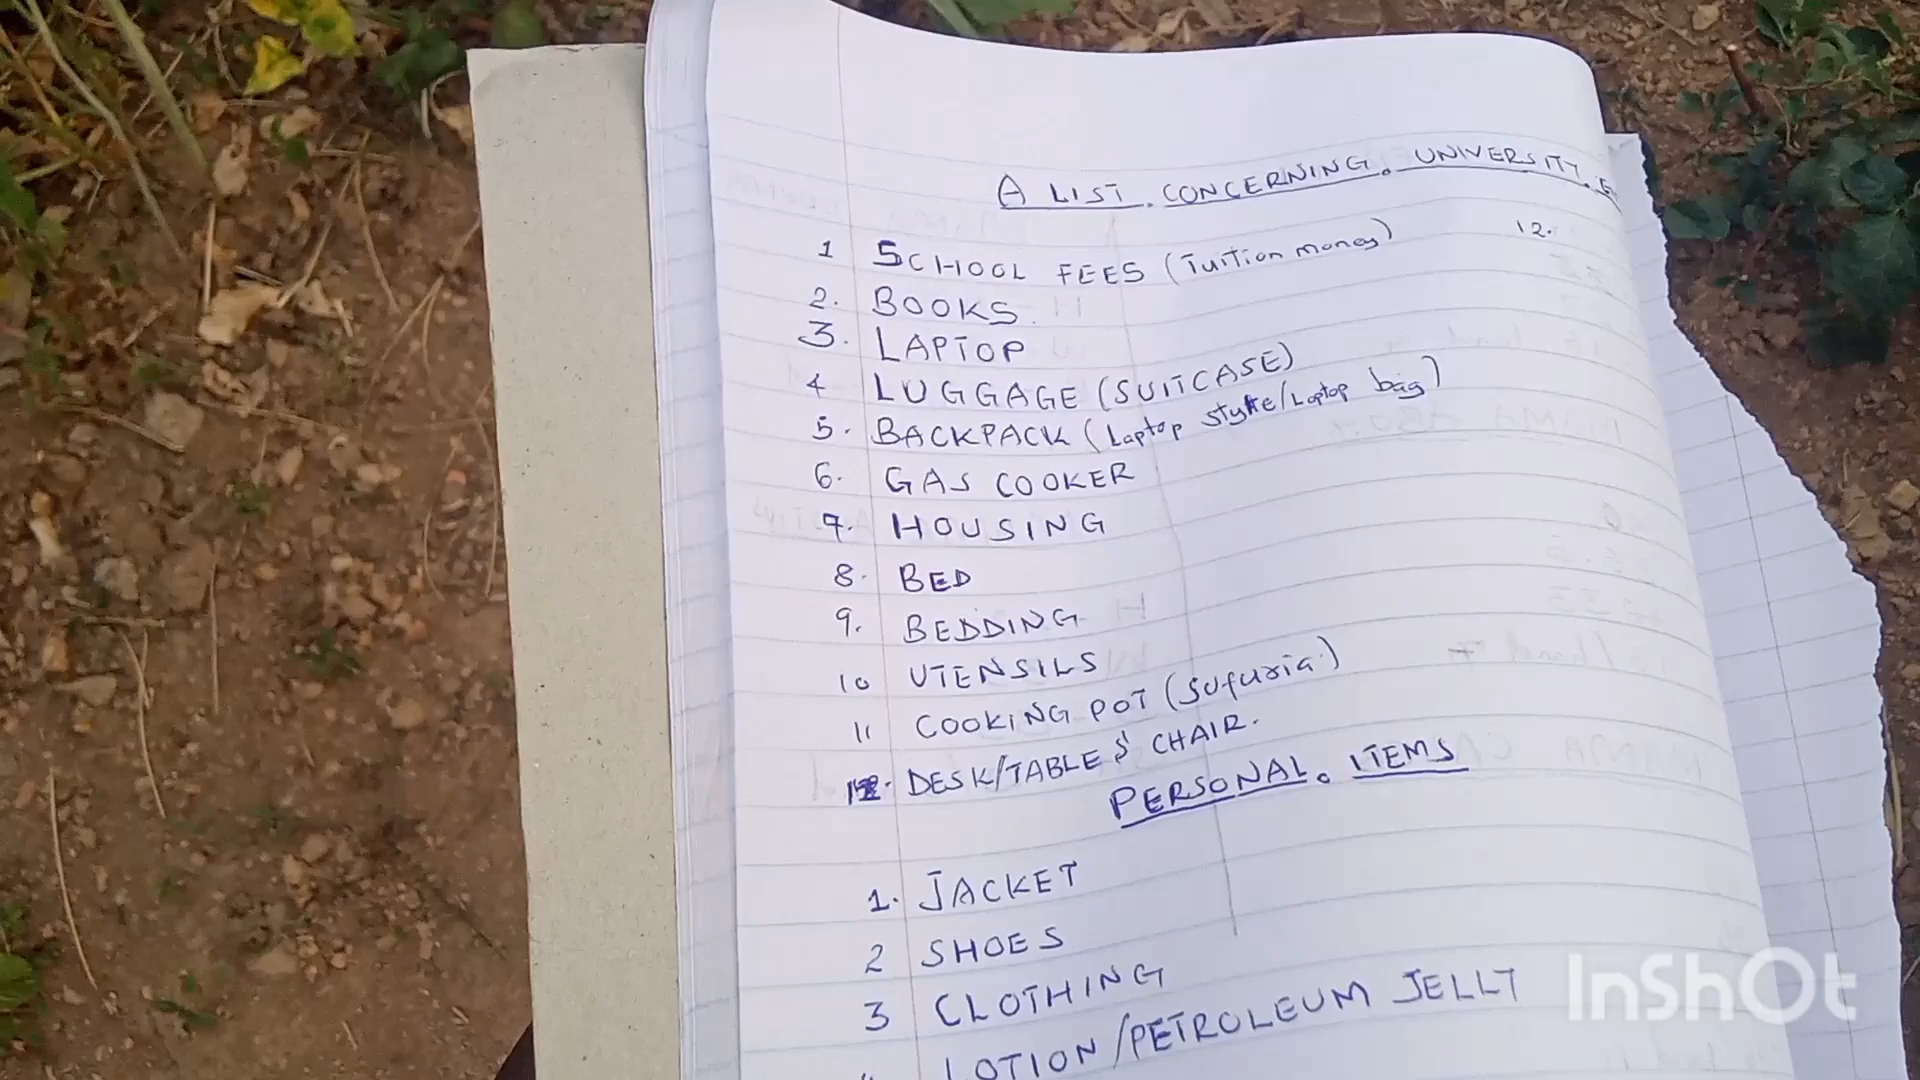 A LIST. CONCERNING. UNIVERSITY.
1 SCHOOL FEES (Tuition money)
12.
2. BOOKS.
3. LAPTOP
4 LUGGAGE (SUITCASE)
5. BACKPACK (Laptop style/Laptop bag)
6. GAS COOKER
7. HOUSING
8. BED
9. BEDDING
10 UTENSILS
11 COOKING POT (Sufuria.)
12. DESK/TABLE & CHAIR.
PERSONAL. ITEMS
1. JACKET
2 SHOES
3 CLOTHING
LOTION/PETROLEUM JELLY
InShOt